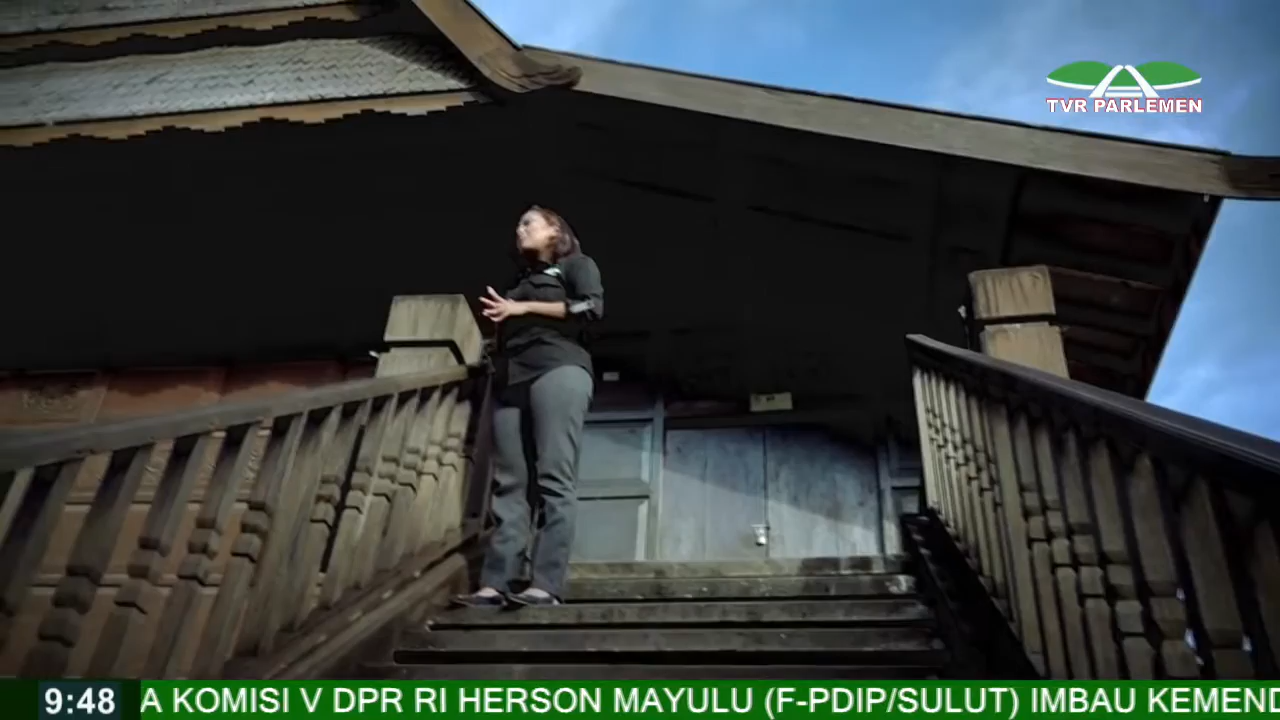 TVR PARLEMEN
9:48 A KOMISI V DPR RI HERSON MAYULU (F-PDIP/SULUT) IMBAU KEMEND